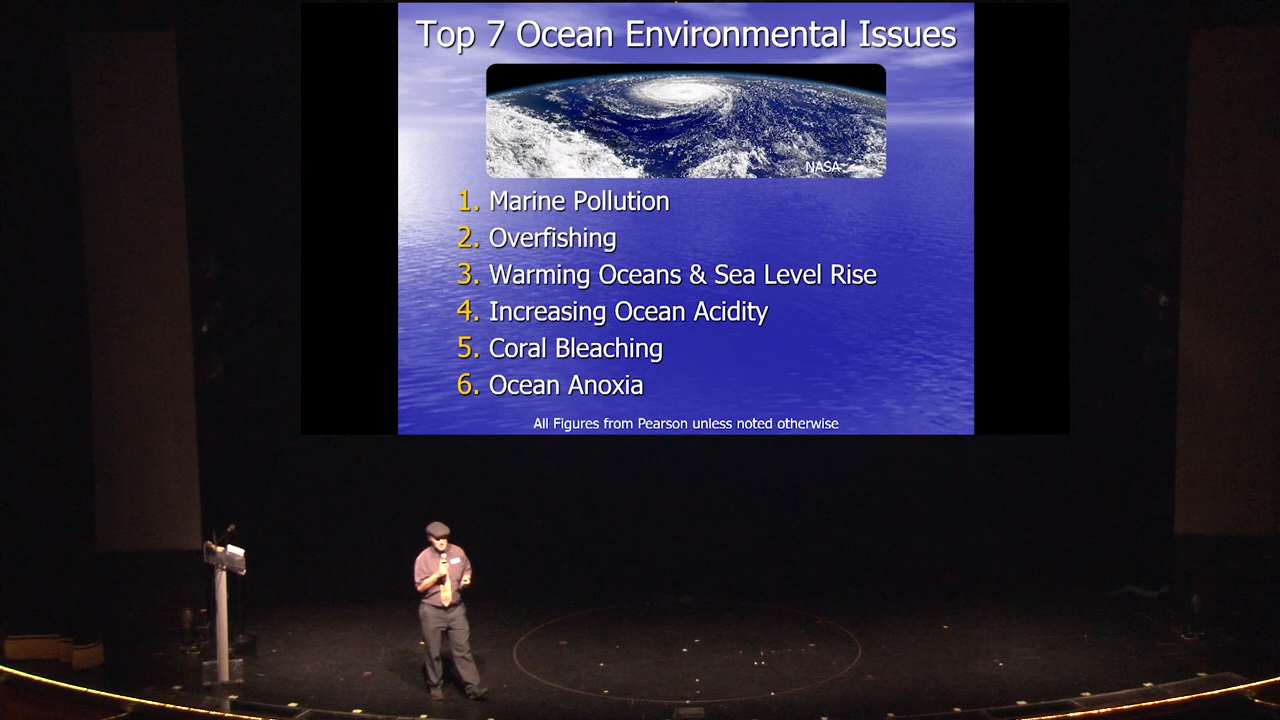 Top 7 Ocean Environmental Issues
NASA
1. Marine Pollution
2. Overfishing
3. Warming Oceans & Sea Level Rise
4. Increasing Ocean Acidity
5. Coral Bleaching
6. Ocean Anoxia
All Figures from Pearson unless noted otherwise